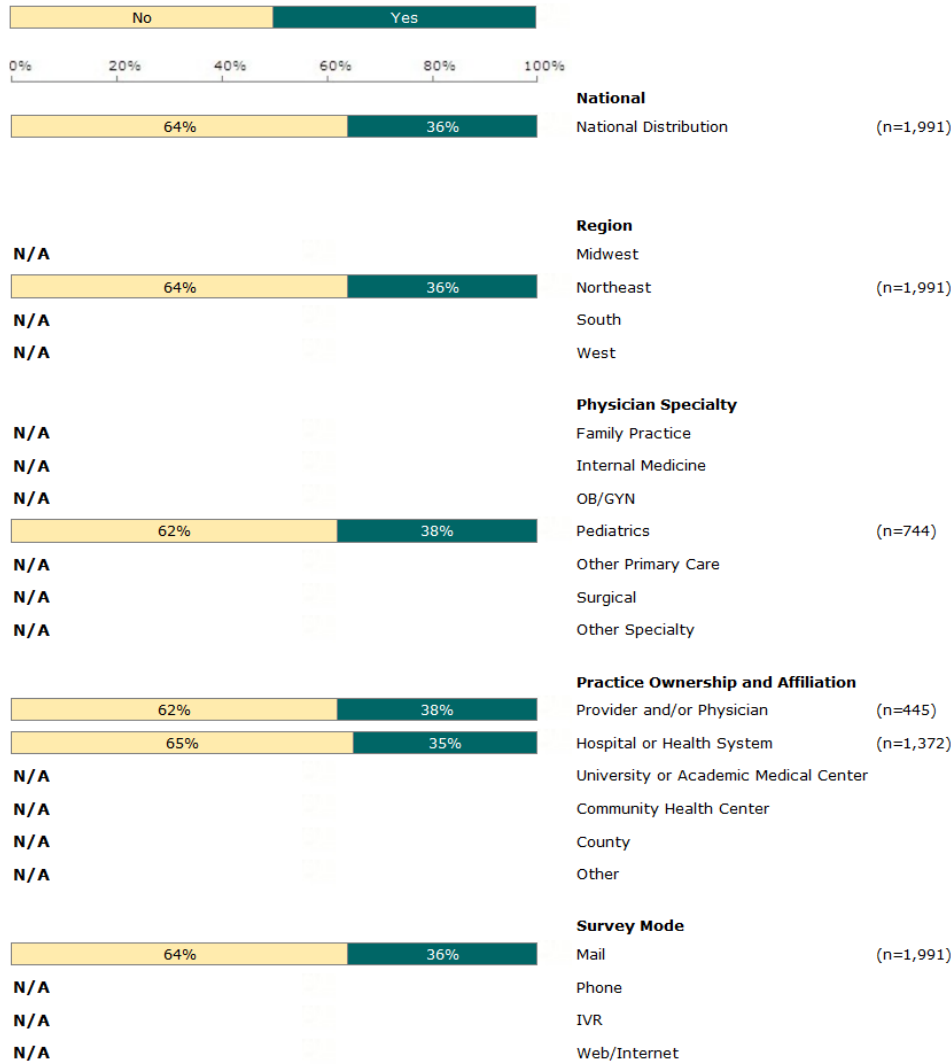 No Yes
0% 20% 40% 60% 80% 100%
National
64% 36% National Distribution (n=1,991)
Region
N/A Midwest
64% 36% Northeast (n=1,991)
N/A South
N/A West
Physician Specialty
N/A Family Practice
N/A Internal Medicine
N/A OB/GYN
62% 38% Pediatrics (n=744)
N/A Other Primary Care
N/A Surgical
N/A Other Specialty
Practice Ownership and Affiliation
62% 38% Provider and/or Physician (n=445)
65% 35% Hospital or Health System (n=1,372)
N/A University or Academic Medical Center
N/A Community Health Center
N/A County
N/A Other
Survey Mode
64% 36% Mail (n=1,991)
N/A Phone
N/A IVR
N/A Web/Internet